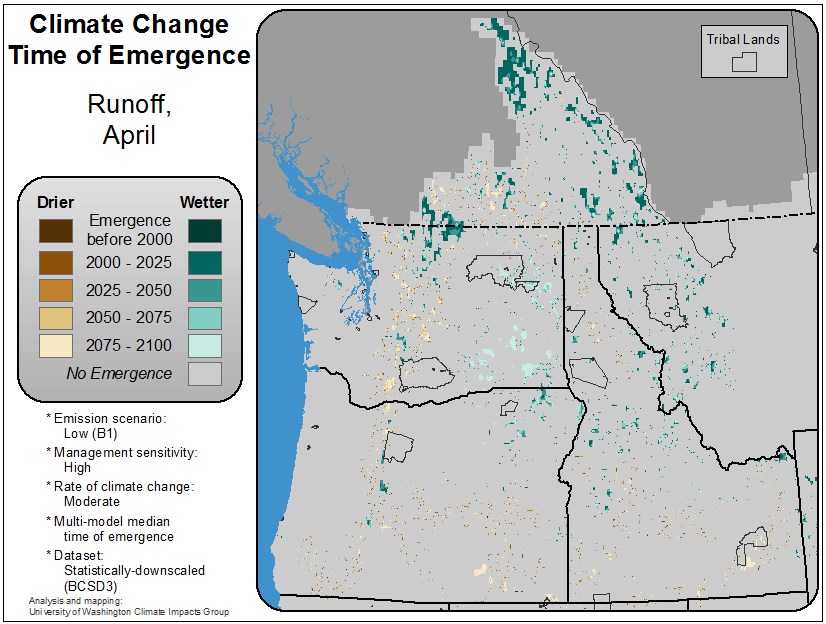 Climate Change
Time of Emergence
Runoff,
April
Drier
Wetter
Emergence
before 2000
2000 - 2025
2025 - 2050
2050 - 2075
2075 - 2100
No Emergence
* Emission scenario:
Low (B1)
* Management sensitivity:
High
* Rate of climate change:
Moderate
* Multi-model median
time of emergence
* Dataset:
Statistically-downscaled
(BCSD3)
Analysis and mapping:
University of Washington Climate Impacts Group
Tribal Lands